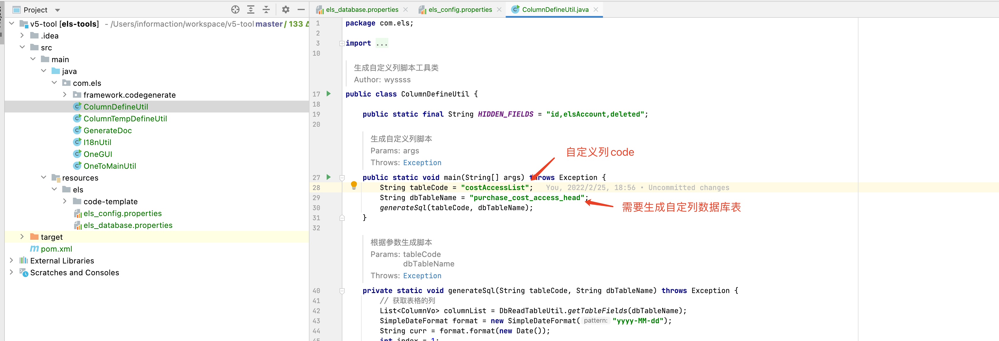 Project
els_database.properties
els_config.properties
ColumnDefineUtil.java
v5-tool [els-tools] - /Users/informaction/workspace/v5-tool master / 133 Δ
.idea
src
main
java
com.els
framework.codegenerate
ColumnDefineUtil
ColumnTempDefineUtil
GenerateDoc
I18nUtil
OneGUI
OneToMainUtil
resources
els
code-template
els_config.properties
els_database.properties
target
pom.xml
External Libraries
Scratches and Consoles
1 package com.els;
2
3 import ...
10
生成自定义列脚本工具类
Author: wyssss
17 public class ColumnDefineUtil {
18
19 public static final String HIDDEN_FIELDS = "id,elsAccount,deleted";
20
生成自定义列脚本
Params: args
Throws: Exception
自定义列code
27 public static void main(String[] args) throws Exception {
28 String tableCode = "costAccessList"; You, 2022/2/25, 18:56 • Uncommitted changes
29 String dbTableName = "purchase_cost_access_head";
需要生成自定列数据库表
30 generateSql(tableCode, dbTableName);
31 }
32
根据参数生成脚本
Params: tableCode
dbTableName
Throws: Exception
40 private static void generateSql(String tableCode, String dbTableName) throws Exception {
41 // 获取表格的列
42 List<ColumnVo> columnList = DbReadTableUtil.getTableFields(dbTableName);
43 SimpleDateFormat format = new SimpleDateFormat( pattern: "yyyy-MM-dd");
44 String curr = format.format(new Date());
45 int index = 1;